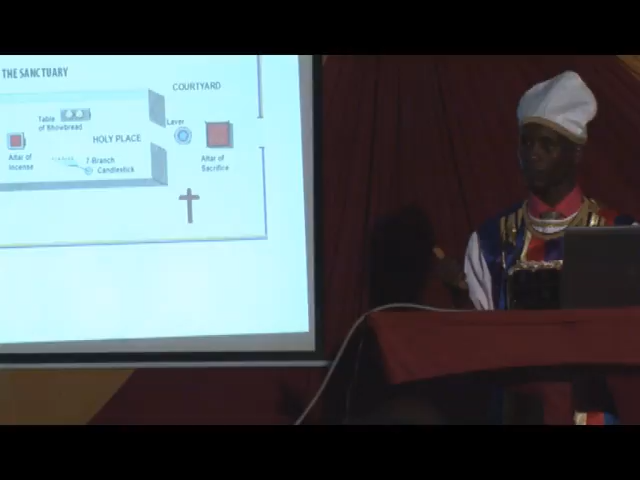 THE SANCTUARY
COURTYARD
Table
of Showbread
Laver
HOLY PLACE
Altar of
Incense
7 Branch
Candlestick
Altar of
Sacrifice